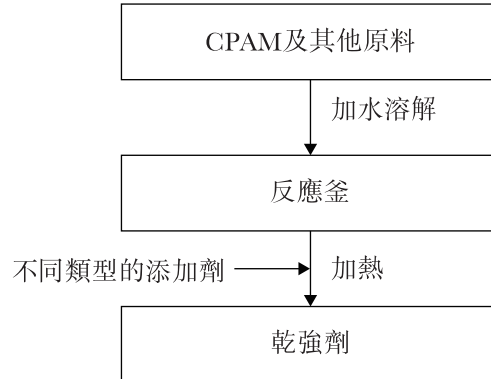 CPAM及其他原料
加水溶解
反應釜
不同類型的添加劑
加熱
乾強劑